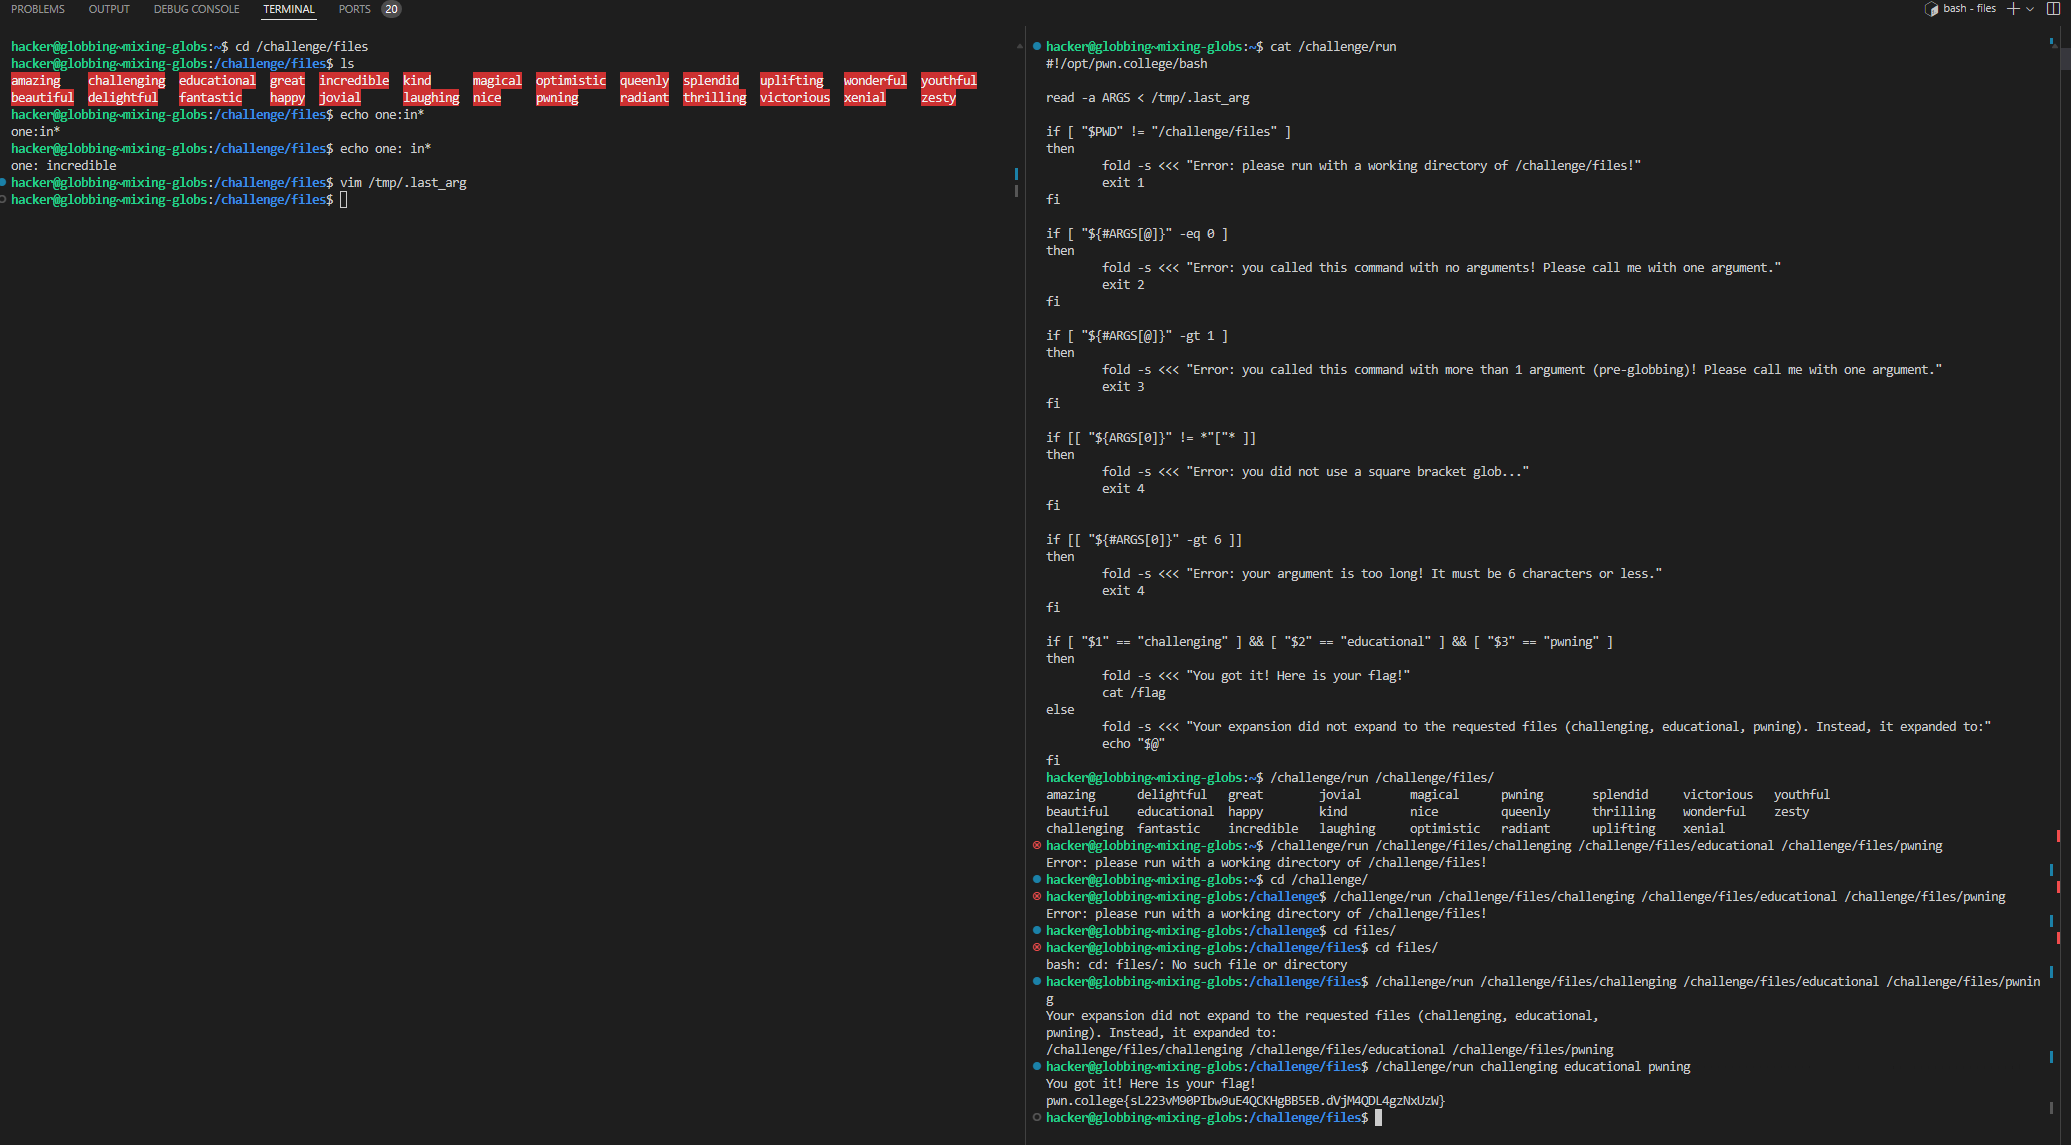 PROBLEMS OUTPUT DEBUG CONSOLE TERMINAL PORTS 20
bash - files
hacker@globbing~mixing-globs:~$ cd /challenge/files
hacker@globbing~mixing-globs:/challenge/files$ ls
amazing challenging educational great incredible kind magical optimistic queenly splendid uplifting wonderful youthful
beautiful delightful fantastic happy jovial laughing nice pwning radiant thrilling victorious xenial zesty
hacker@globbing~mixing-globs:/challenge/files$ echo one:in*
one:in*
hacker@globbing~mixing-globs:/challenge/files$ echo one: in*
one: incredible
hacker@globbing~mixing-globs:/challenge/files$ vim /tmp/.last_arg
hacker@globbing~mixing-globs:/challenge/files$
hacker@globbing~mixing-globs:~$ cat /challenge/run
#!/opt/pwn.college/bash
read -a ARGS < /tmp/.last_arg
if [ "$PWD" != "/challenge/files" ]
then
fold -s <<< "Error: please run with a working directory of /challenge/files!"
exit 1
fi
if [ "${#ARGS[@]}" -eq 0 ]
then
fold -s <<< "Error: you called this command with no arguments! Please call me with one argument."
exit 2
fi
if [ "${#ARGS[@]}" -gt 1 ]
then
fold -s <<< "Error: you called this command with more than 1 argument (pre-globbing)! Please call me with one argument."
exit 3
fi
if [[ "${ARGS[0]}" != *"["* ]]
then
fold -s <<< "Error: you did not use a square bracket glob..."
exit 4
fi
if [[ "${#ARGS[0]}" -gt 6 ]]
then
fold -s <<< "Error: your argument is too long! It must be 6 characters or less."
exit 4
fi
if [ "$1" == "challenging" ] && [ "$2" == "educational" ] && [ "$3" == "pwning" ]
then
fold -s <<< "You got it! Here is your flag!"
cat /flag
else
fold -s <<< "Your expansion did not expand to the requested files (challenging, educational, pwning). Instead, it expanded to:"
echo "$@"
fi
hacker@globbing~mixing-globs:~$ /challenge/run /challenge/files/
amazing delightful great jovial magical pwning splendid victorious youthful
beautiful educational happy kind nice queenly thrilling wonderful zesty
challenging fantastic incredible laughing optimistic radiant uplifting xenial
hacker@globbing~mixing-globs:~$ /challenge/run /challenge/files/challenging /challenge/files/educational /challenge/files/pwning
Error: please run with a working directory of /challenge/files!
hacker@globbing~mixing-globs:~$ cd /challenge/
hacker@globbing~mixing-globs:/challenge$ /challenge/run /challenge/files/challenging /challenge/files/educational /challenge/files/pwning
Error: please run with a working directory of /challenge/files!
hacker@globbing~mixing-globs:/challenge$ cd files/
hacker@globbing~mixing-globs:/challenge/files$ cd files/
bash: cd: files/: No such file or directory
hacker@globbing~mixing-globs:/challenge/files$ /challenge/run /challenge/files/challenging /challenge/files/educational /challenge/files/pwnin
g
Your expansion did not expand to the requested files (challenging, educational,
pwning). Instead, it expanded to:
/challenge/files/challenging /challenge/files/educational /challenge/files/pwning
hacker@globbing~mixing-globs:/challenge/files$ /challenge/run challenging educational pwning
You got it! Here is your flag!
pwn.college{sL223vM90PIbw9uE4QCKHgBB5EB.dVjM4QDL4gzNxUzW}
hacker@globbing~mixing-globs:/challenge/files$